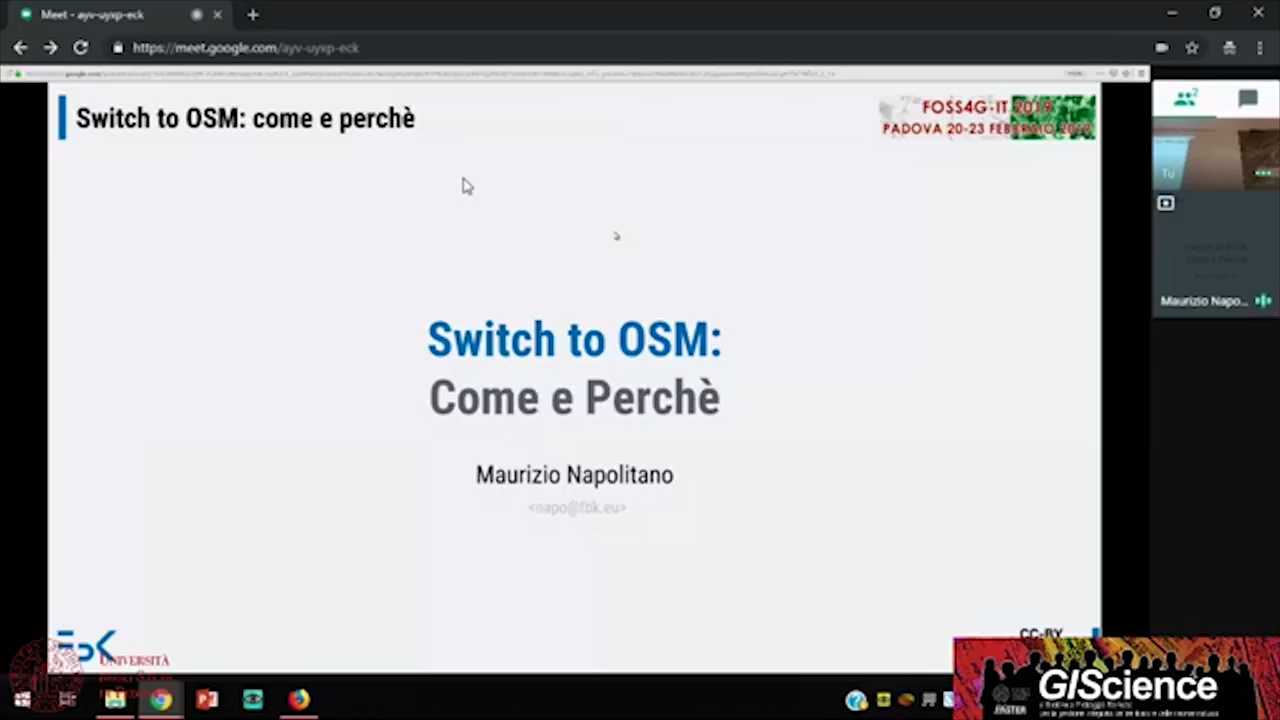 Meet - ayv-uyxp-eck
https://meet.google.com/ayv-uyxp-eck
Switch to OSM: come e perchè
FOSS4G-IT 2019
PADOVA 20-23 FEBBRAIO 2019
Tu
Switch to OSM:
Come e Perchè
Maurizio Napolitano
<napo@fbk.eu>
Maurizio Napo...
CC-BY
FBK
UNIVERSITÀ
GIScience
MASTER